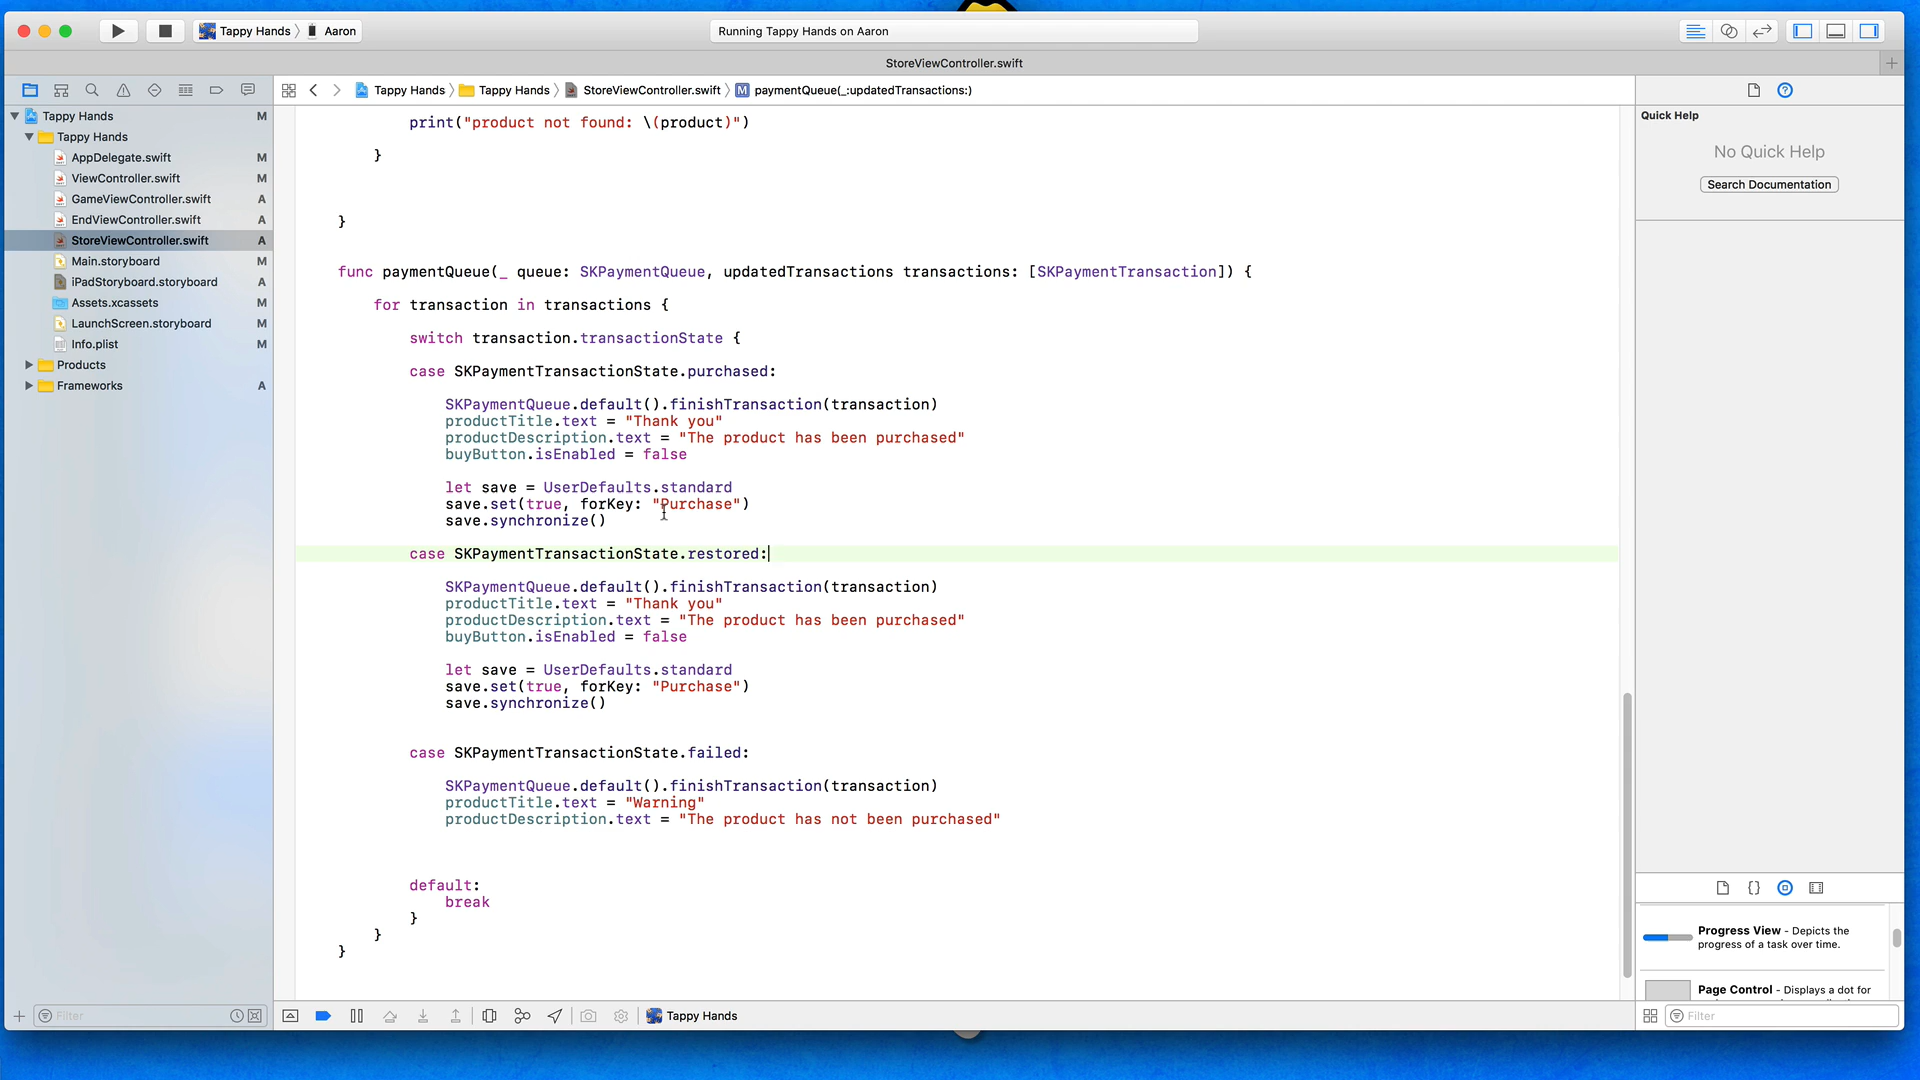 Tappy Hands
Aaron
Running Tappy Hands on Aaron
StoreViewController.swift
Tappy Hands
Tappy Hands
StoreViewController.swift
M
paymentQueue(_:updatedTransactions:)
Tappy Hands M
Tappy Hands
AppDelegate.swift M
ViewController.swift M
GameViewController.swift A
EndViewController.swift A
StoreViewController.swift A
Main.storyboard M
iPadStoryboard.storyboard A
Assets.xcassets M
LaunchScreen.storyboard M
Info.plist M
Products
Frameworks A
Filter
print("product not found: \(product)")
}
}
func paymentQueue(_ queue: SKPaymentQueue, updatedTransactions transactions: [SKPaymentTransaction]) {
for transaction in transactions {
switch transaction.transactionState {
case SKPaymentTransactionState.purchased:
SKPaymentQueue.default().finishTransaction(transaction)
productTitle.text = "Thank you"
productDescription.text = "The product has been purchased"
buyButton.isEnabled = false
let save = UserDefaults.standard
save.set(true, forKey: "Purchase")
save.synchronize()
case SKPaymentTransactionState.restored:
SKPaymentQueue.default().finishTransaction(transaction)
productTitle.text = "Thank you"
productDescription.text = "The product has been purchased"
buyButton.isEnabled = false
let save = UserDefaults.standard
save.set(true, forKey: "Purchase")
save.synchronize()
case SKPaymentTransactionState.failed:
SKPaymentQueue.default().finishTransaction(transaction)
productTitle.text = "Warning"
productDescription.text = "The product has not been purchased"
default:
break
}
}
}
Tappy Hands
Quick Help
No Quick Help
Search Documentation
Progress View - Depicts the
progress of a task over time.
Page Control - Displays a dot for
Filter